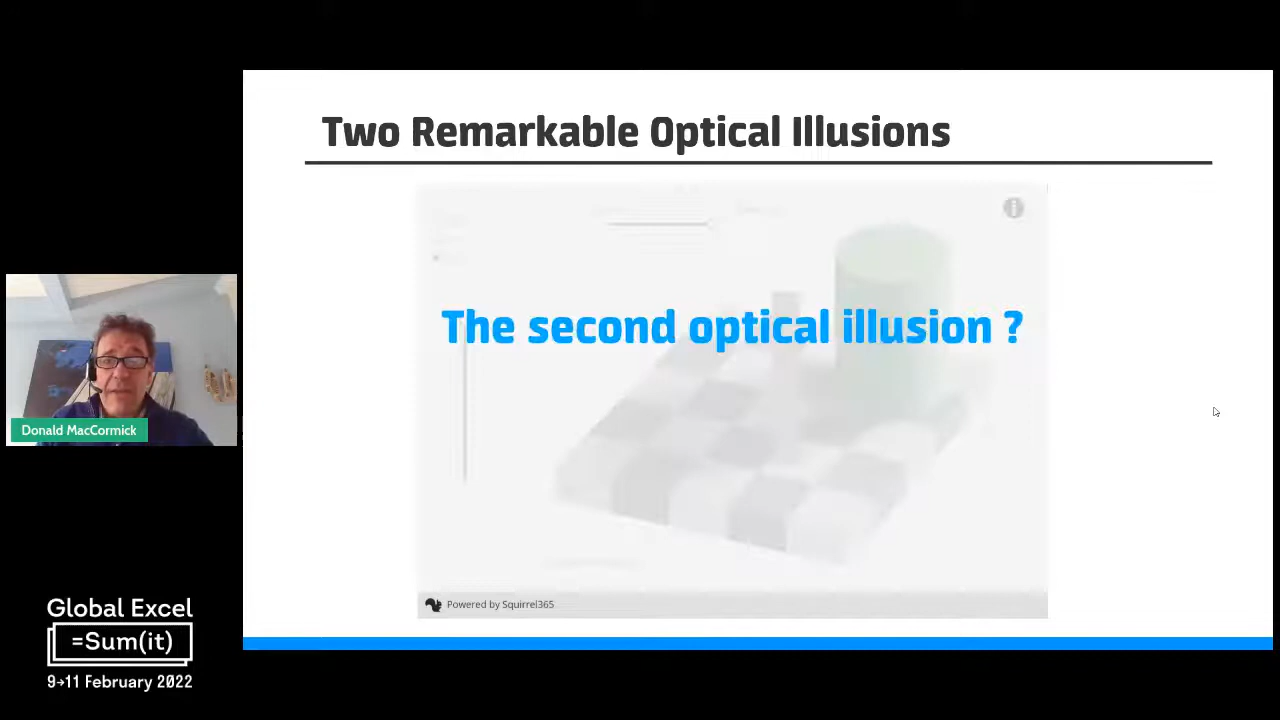 Two Remarkable Optical Illusions
The second optical illusion ?
Powered by Squirrel365
Donald MacCormick
Global Excel
=Sum(it)
9→11 February 2022